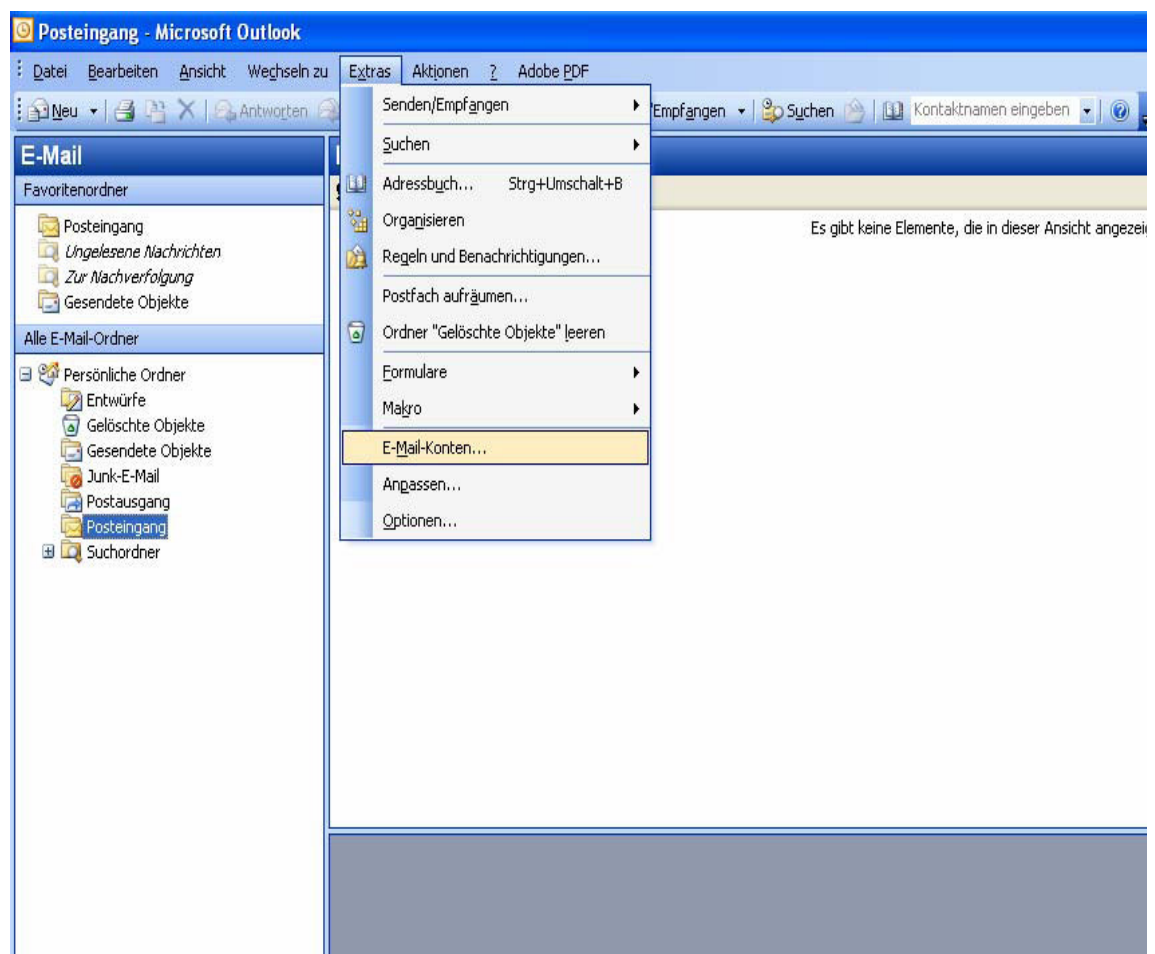 Posteingang - Microsoft Outlook
Datei Bearbeiten Ansicht Wechseln zu Extras Aktionen ? Adobe PDF
Neu Antworten Empfangen Suchen Kontaktnamen eingeben
E-Mail
Favoritenordner
Posteingang
Ungelesene Nachrichten
Zur Nachverfolgung
Gesendete Objekte
Alle E-Mail-Ordner
Persönliche Ordner
Entwürfe
Gelöschte Objekte
Gesendete Objekte
Junk-E-Mail
Postausgang
Posteingang
Suchordner
Senden/Empfangen
Suchen
Adressbuch... Strg+Umschalt+B
Organisieren
Regeln und Benachrichtigungen...
Postfach aufräumen...
Ordner "Gelöschte Objekte" leeren
Formulare
Makro
E-Mail-Konten...
Anpassen...
Optionen...
Es gibt keine Elemente, die in dieser Ansicht angezei